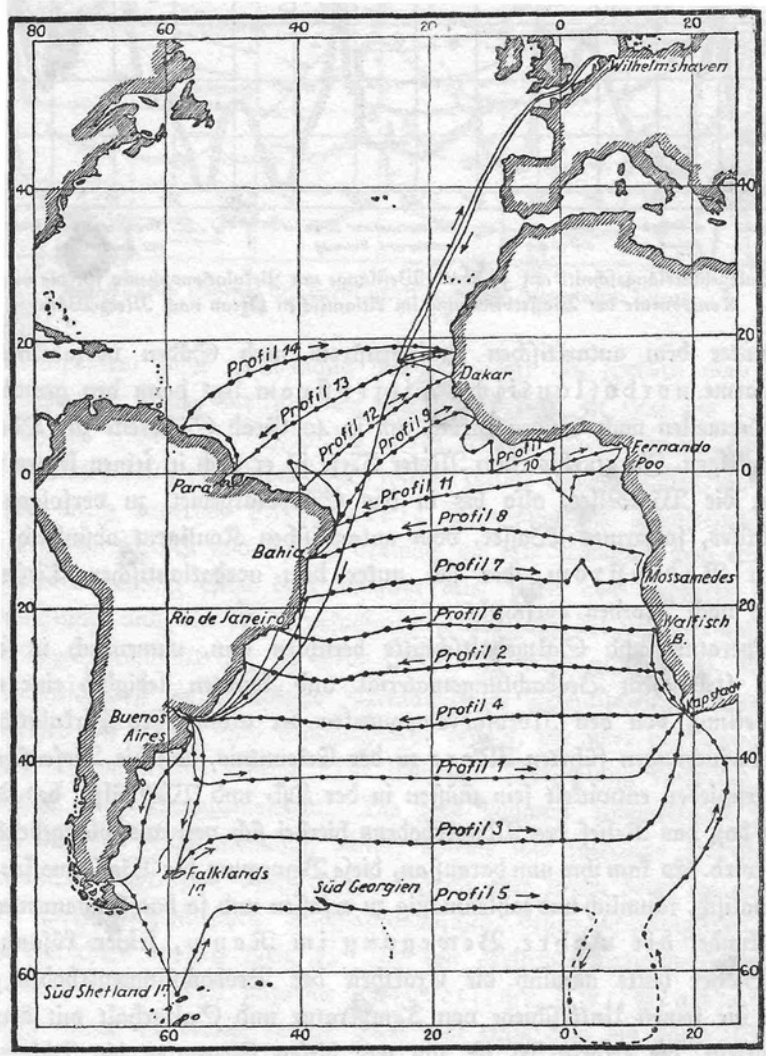 80 60 40 20 0 20
Wilhelmshaven
40 40
20 20
Profil 14
Profil 13
Dakar
Profil 12
Profil 9
Profil
10
Fernando
Poo
0 0
Para
Profil 11
Profil 8
Bahia
Profil 7
Mossamedes
20 20
Rio de Janeiro
Profil 6
Walfisch
B.
Profil 2
Kapstadt
Buenos
Aires
Profil 4
40 40
Profil 1
Profil 3
Falklands
In
Süd Georgien
Profil 5
60 60
Süd Shetland In
60 40 20 0 20